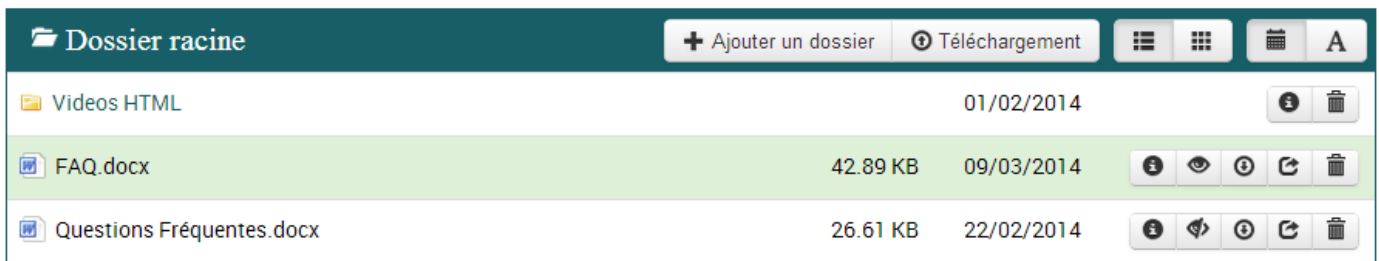 Dossier racine Ajouter un dossier Téléchargement A
Videos HTML 01/02/2014
FAQ.docx 42.89 KB 09/03/2014
Questions Fréquentes.docx 26.61 KB 22/02/2014